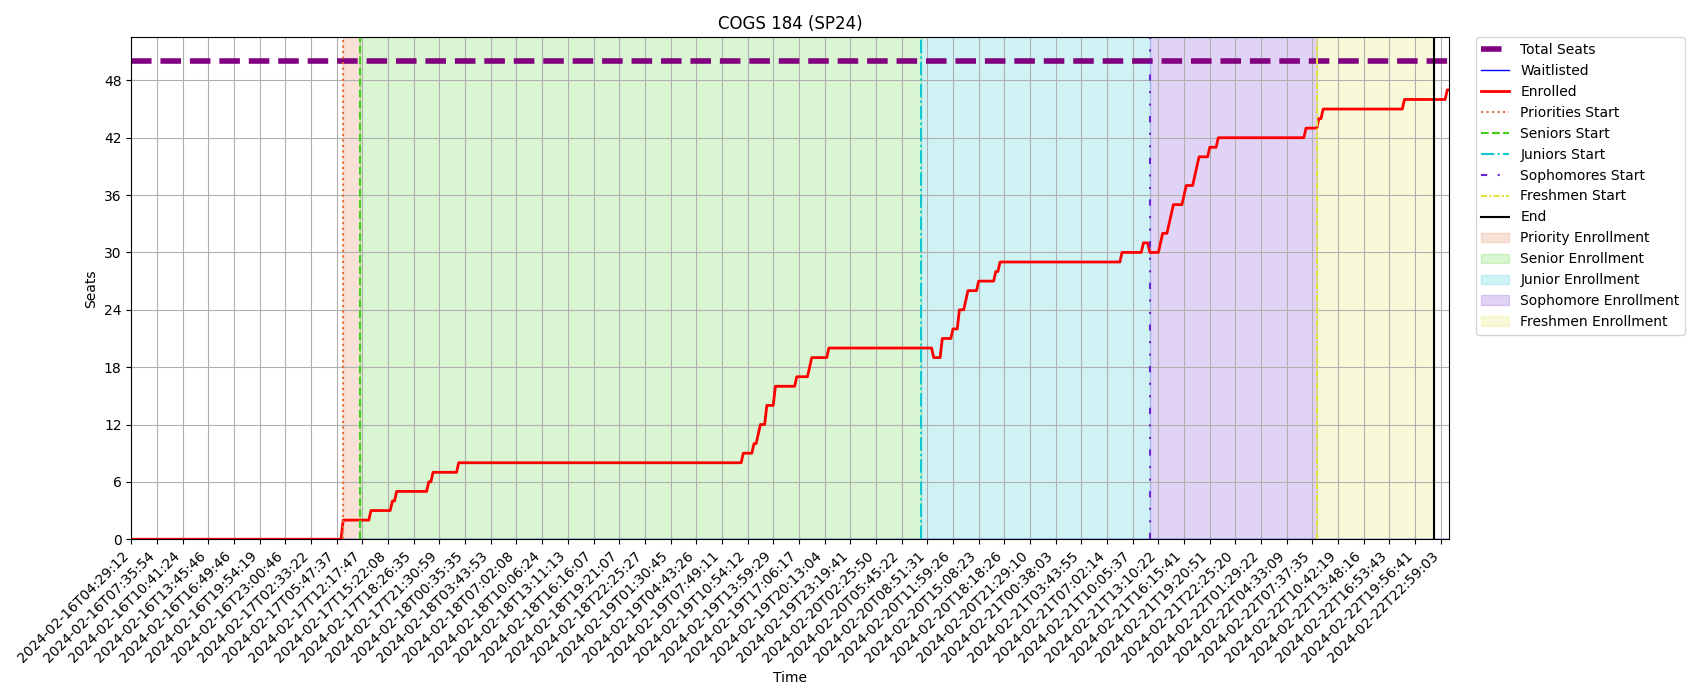 COGS 184 (SP24)
Seats
48
42
36
30
24
18
12
6
0
2024-02-16T04:29:12
2024-02-16T07:35:54
2024-02-16T10:41:24
2024-02-16T13:45:46
2024-02-16T16:49:46
2024-02-16T19:54:19
2024-02-16T23:00:46
2024-02-17T02:33:22
2024-02-17T05:47:37
2024-02-17T12:17:47
2024-02-17T15:22:08
2024-02-17T18:26:35
2024-02-17T21:30:59
2024-02-18T00:35:35
2024-02-18T03:43:53
2024-02-18T07:02:08
2024-02-18T10:06:24
2024-02-18T13:11:13
2024-02-18T16:16:07
2024-02-18T19:21:07
2024-02-18T22:25:27
2024-02-19T01:30:45
2024-02-19T04:43:26
2024-02-19T07:49:11
2024-02-19T10:54:12
2024-02-19T13:59:29
2024-02-19T17:06:17
2024-02-19T20:13:04
2024-02-19T23:19:41
2024-02-20T02:25:50
2024-02-20T05:45:22
2024-02-20T08:51:31
2024-02-20T11:59:26
2024-02-20T15:08:23
2024-02-20T18:18:26
2024-02-20T21:29:10
2024-02-21T00:38:03
2024-02-21T03:43:55
2024-02-21T07:02:14
2024-02-21T10:05:37
2024-02-21T13:10:22
2024-02-21T16:15:41
2024-02-21T19:20:51
2024-02-21T22:25:20
2024-02-22T01:29:22
2024-02-22T04:33:09
2024-02-22T07:37:35
2024-02-22T10:42:19
2024-02-22T13:48:16
2024-02-22T16:53:43
2024-02-22T19:56:41
2024-02-22T22:59:03
Time
Total Seats
Waitlisted
Enrolled
Priorities Start
Seniors Start
Juniors Start
Sophomores Start
Freshmen Start
End
Priority Enrollment
Senior Enrollment
Junior Enrollment
Sophomore Enrollment
Freshmen Enrollment